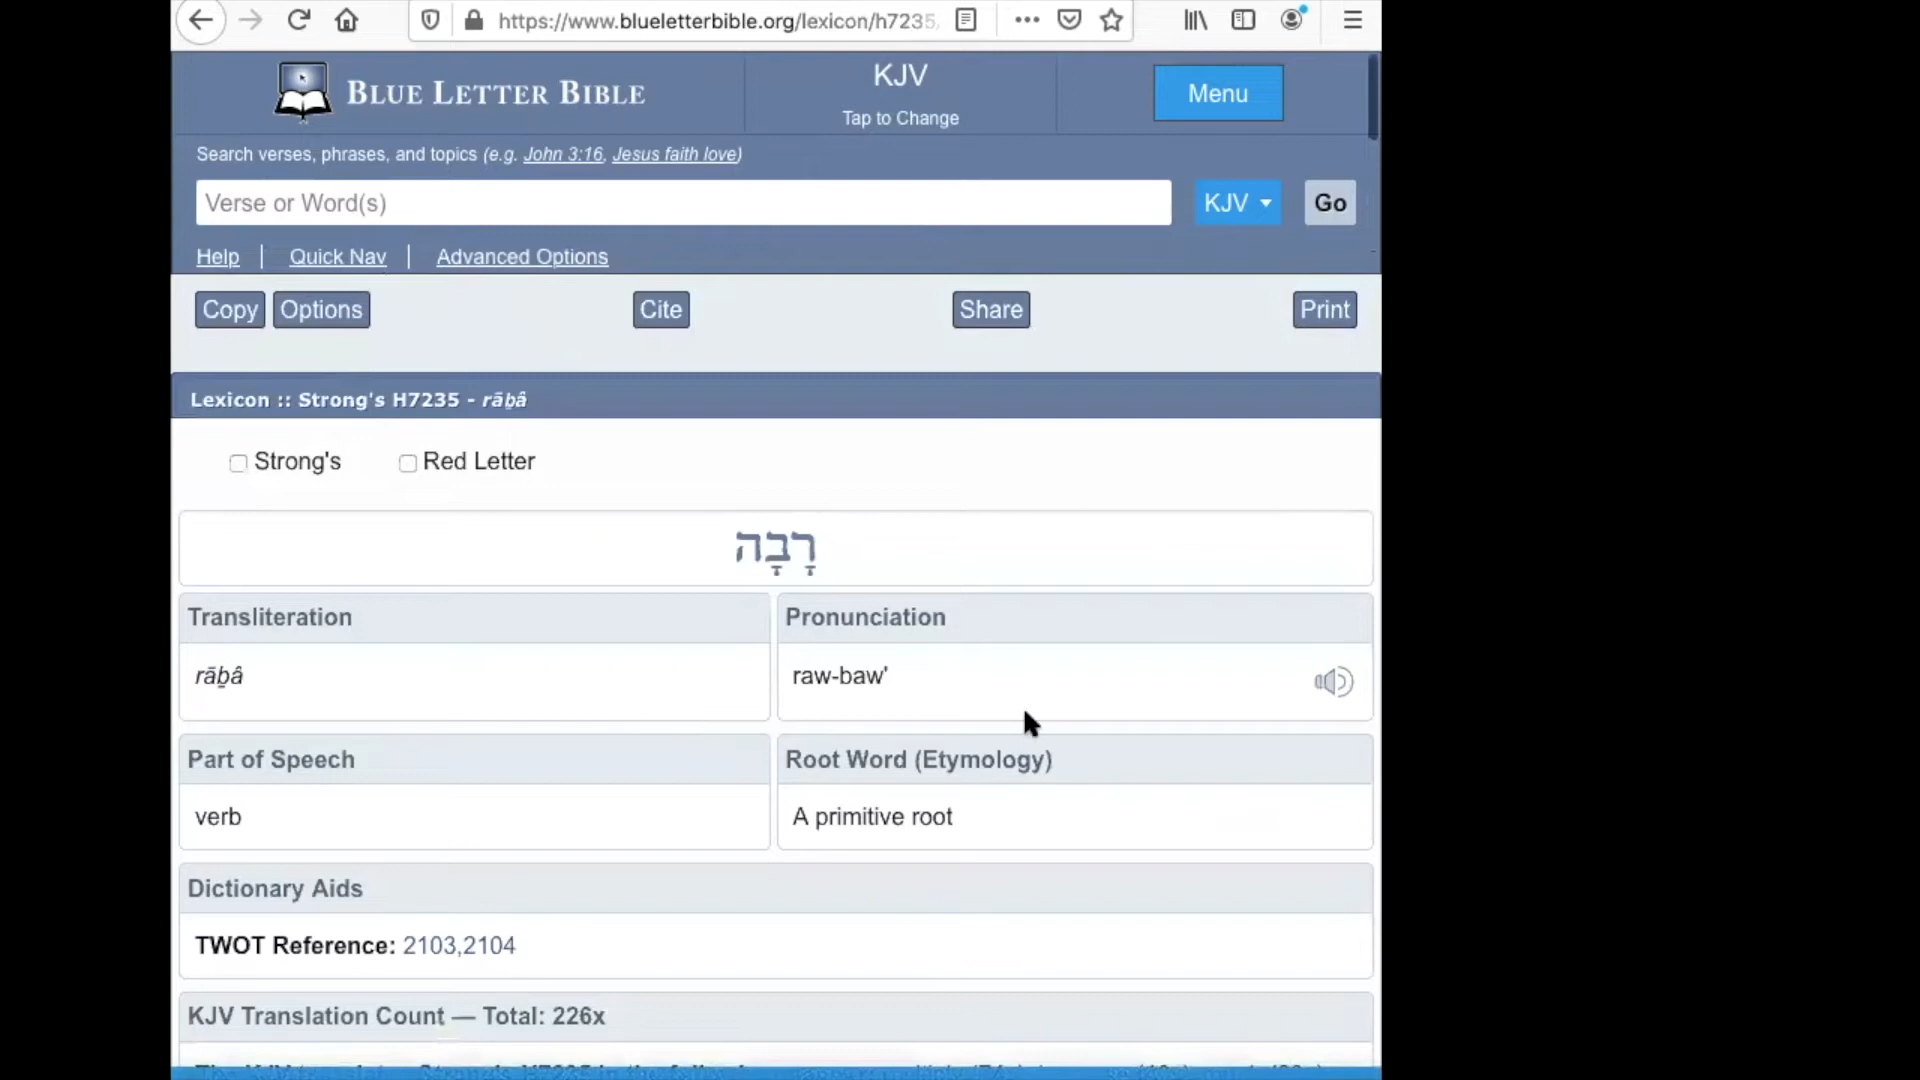 https://www.blueletterbible.org/lexicon/h7235
BLUE LETTER BIBLE
KJV
Tap to Change
Menu
Search verses, phrases, and topics (e.g. John 3:16, Jesus faith love)
Verse or Word(s)
KJV
Go
Help
Quick Nav
Advanced Options
Copy
Options
Cite
Share
Print
Lexicon :: Strong's H7235 - rāḇâ
Strong's
Red Letter
רָבָה
Transliteration
Pronunciation
rāḇâ
raw-baw'
Part of Speech
Root Word (Etymology)
verb
A primitive root
Dictionary Aids
TWOT Reference: 2103,2104
KJV Translation Count — Total: 226x